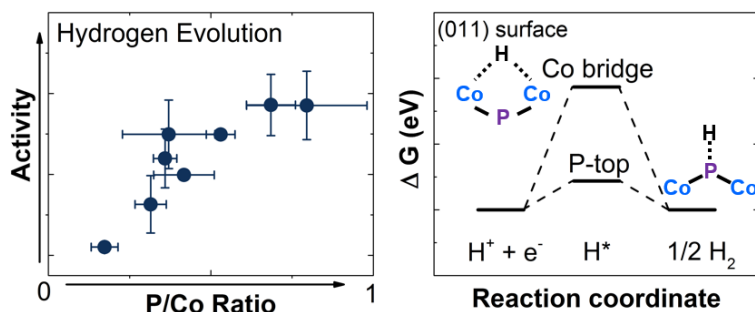 Hydrogen Evolution
Activity
0
1
P/Co Ratio
(011) surface
H
Co bridge
Co
Co
P
P-top
H
P
Co
Co
Δ G (eV)
H⁺ + e⁻
H*
1/2 H₂
Reaction coordinate